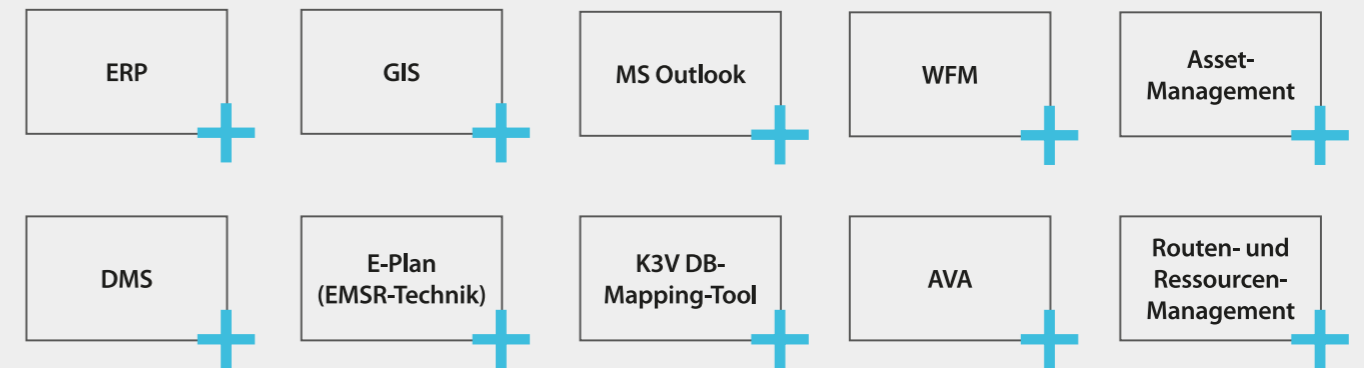 ERP
GIS
MS Outlook
WFM
Asset-
Management
DMS
E-Plan
(EMSR-Technik)
K3V DB-
Mapping-Tool
AVA
Routen- und
Ressourcen-
Management